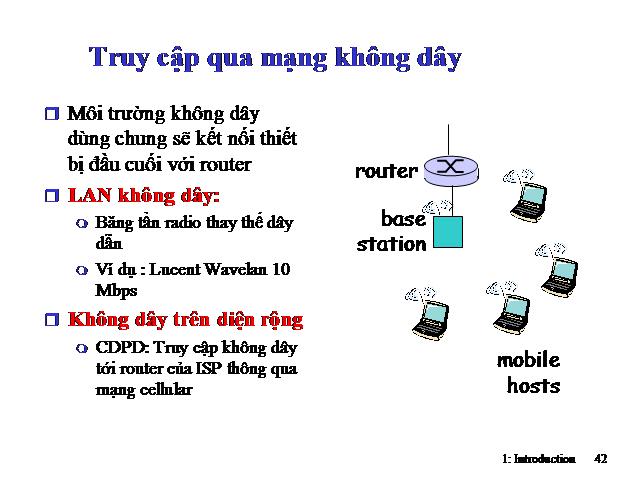 Truy cập qua mạng không dây
Môi trường không dây
dùng chung sẽ kết nối thiết
bị đầu cuối với router
LAN không dây:
Băng tần radio thay thế dây
dẫn
Ví dụ : Lucent Wavelan 10
Mbps
Không dây trên diện rộng
CDPD: Truy cập không dây
tới router của ISP thông qua
mạng cellular
router
base
station
mobile
hosts
1: Introduction 42